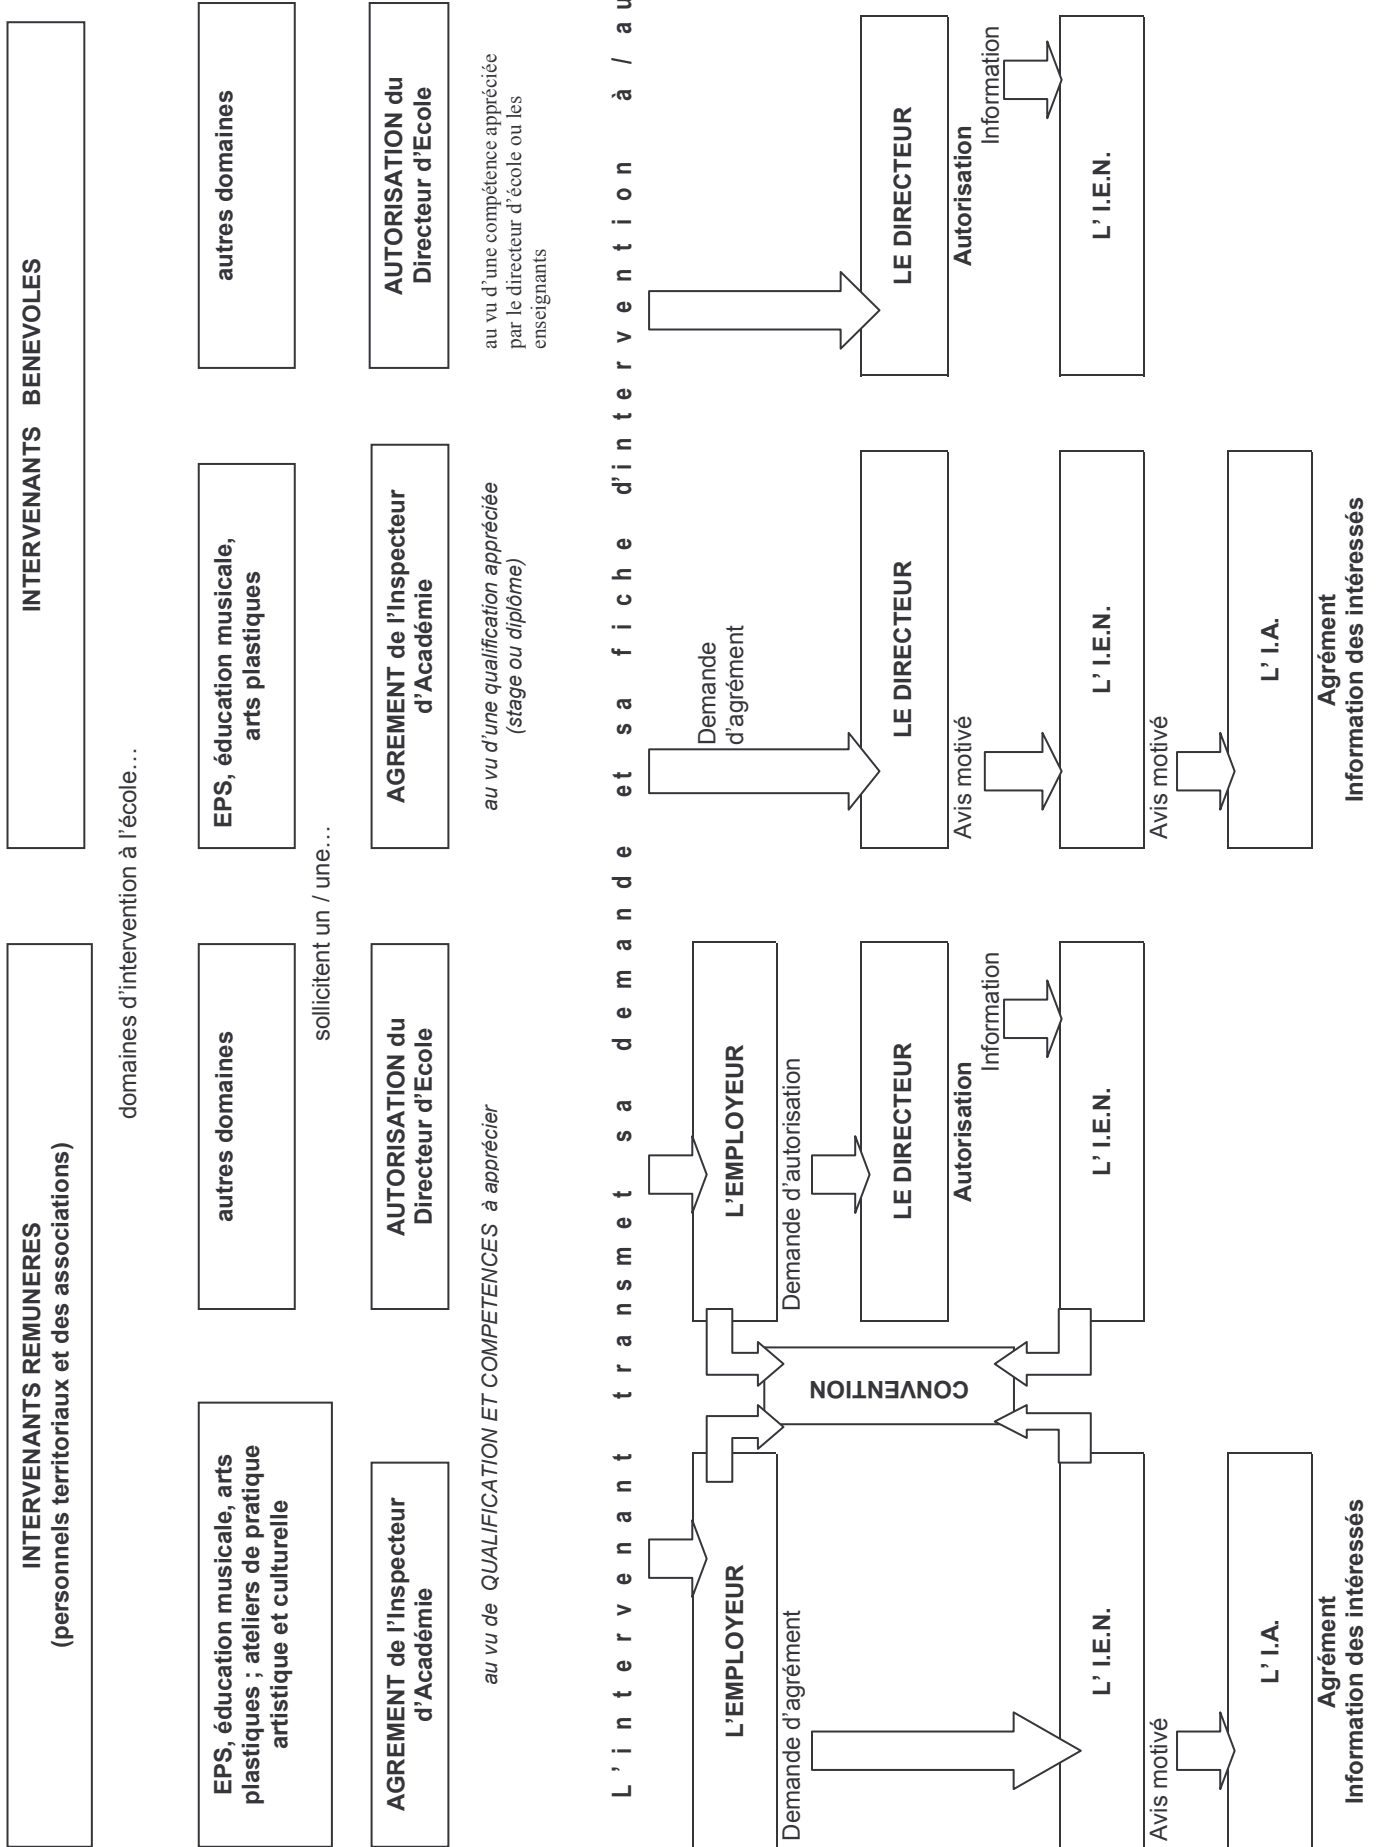 INTERVENANTS REMUNERES
(personnels territoriaux et des associations)
INTERVENANTS BENEVOLES
domaines d'intervention à l'école…
EPS, éducation musicale, arts
plastiques ; ateliers de pratique
artistique et culturelle
autres domaines
EPS, éducation musicale,
arts plastiques
autres domaines
sollicitent un / une…
AGREMENT de l'Inspecteur
d'Académie
AUTORISATION du
Directeur d'Ecole
AGREMENT de l'Inspecteur
d'Académie
AUTORISATION du
Directeur d'Ecole
au vu de QUALIFICATION ET COMPETENCES à apprécier
au vu d'une qualification appréciée
(stage ou diplôme)
au vu d'une compétence appréciée
par le directeur d'école ou les
enseignants
L'intervenant transmet sa demande et sa fiche d'intervention à / au
L'EMPLOYEUR
Demande d'agrément
L'EMPLOYEUR
Demande d'autorisation
Demande
d'agrément
CONVENTION
LE DIRECTEUR
Autorisation
Information
LE DIRECTEUR
Avis motivé
LE DIRECTEUR
Autorisation
Information
L' I.E.N.
Avis motivé
L' I.E.N.
L' I.E.N.
Avis motivé
L' I.E.N.
L' I.A.
Agrément
Information des intéressés
L' I.A.
Agrément
Information des intéressés